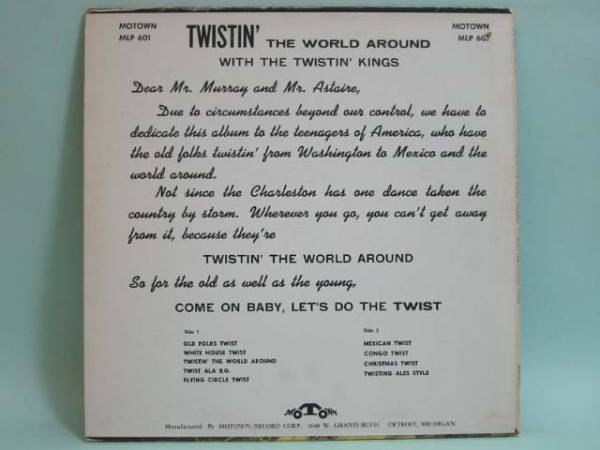 MOTOWN
MLP 601
TWISTIN' THE WORLD AROUND
MOTOWN
MLP 601
WITH THE TWISTIN' KINGS
Dear Mr. Murray and Mr. Astaire,
Due to circumstances beyond our control, we have to
dedicate this album to the teenagers of America, who have
the old folks twistin' from Washington to Mexico and the
world around.
Not since the Charleston has one dance taken the
country by storm. Wherever you go, you can't get away
from it, because they're
TWISTIN' THE WORLD AROUND
So for the old as well as the young,
COME ON BABY, LET'S DO THE TWIST
Side 1
OLD FOLKS TWIST
WHITE HOUSE TWIST
TWISTIN' THE WORLD AROUND
TWIST ALA B.G.
FLYING CIRCLE TWIST
Side 2
MEXICAN TWIST
CONGO TWIST
CHRISTMAS TWIST
TWISTING ALES STYLE
MOTOWN
Manufactured By MOTOWN RECORD CORP. 2648 W. GRAND BLVD. DETROIT, MICHIGAN